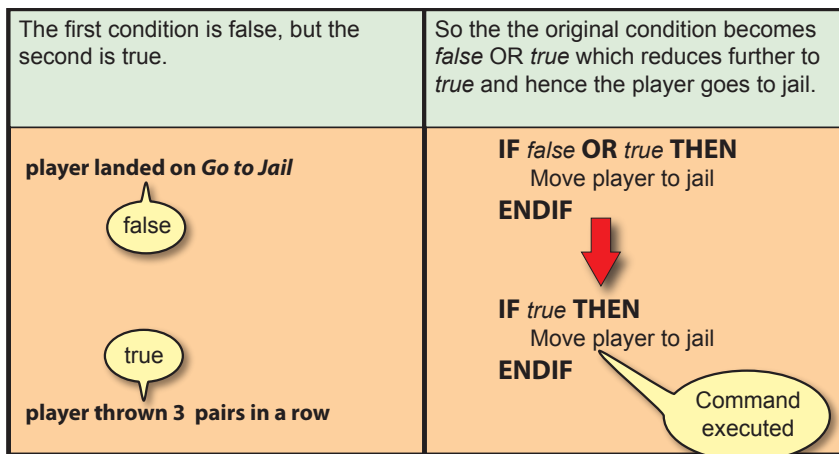 The first condition is false, but the
second is true.
So the the original condition becomes
false OR true which reduces further to
true and hence the player goes to jail.
player landed on Go to Jail
false
true
player thrown 3 pairs in a row
IF false OR true THEN
Move player to jail
ENDIF
IF true THEN
Move player to jail
ENDIF
Command
executed